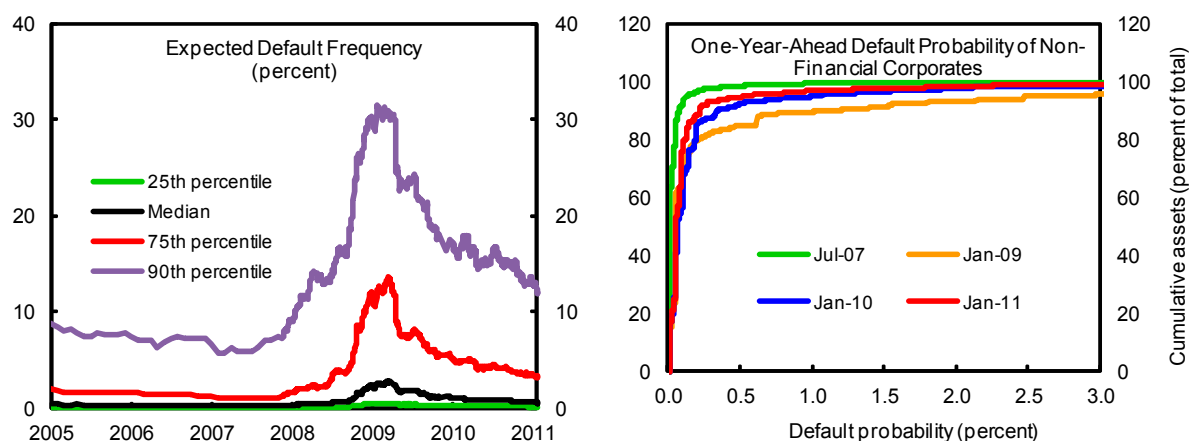 Expected Default Frequency
(percent)
40
30
20
10
0
40
30
20
10
0
25th percentile
Median
75th percentile
90th percentile
2005 2006 2007 2008 2009 2010 2011
One-Year-Ahead Default Probability of Non-
Financial Corporates
120
100
80
60
40
20
0
120
100
80
60
40
20
0
Jul-07 Jan-09
Jan-10 Jan-11
0.0 0.5 1.0 1.5 2.0 2.5 3.0
Default probability (percent)
Cumulative assets (percent of total)